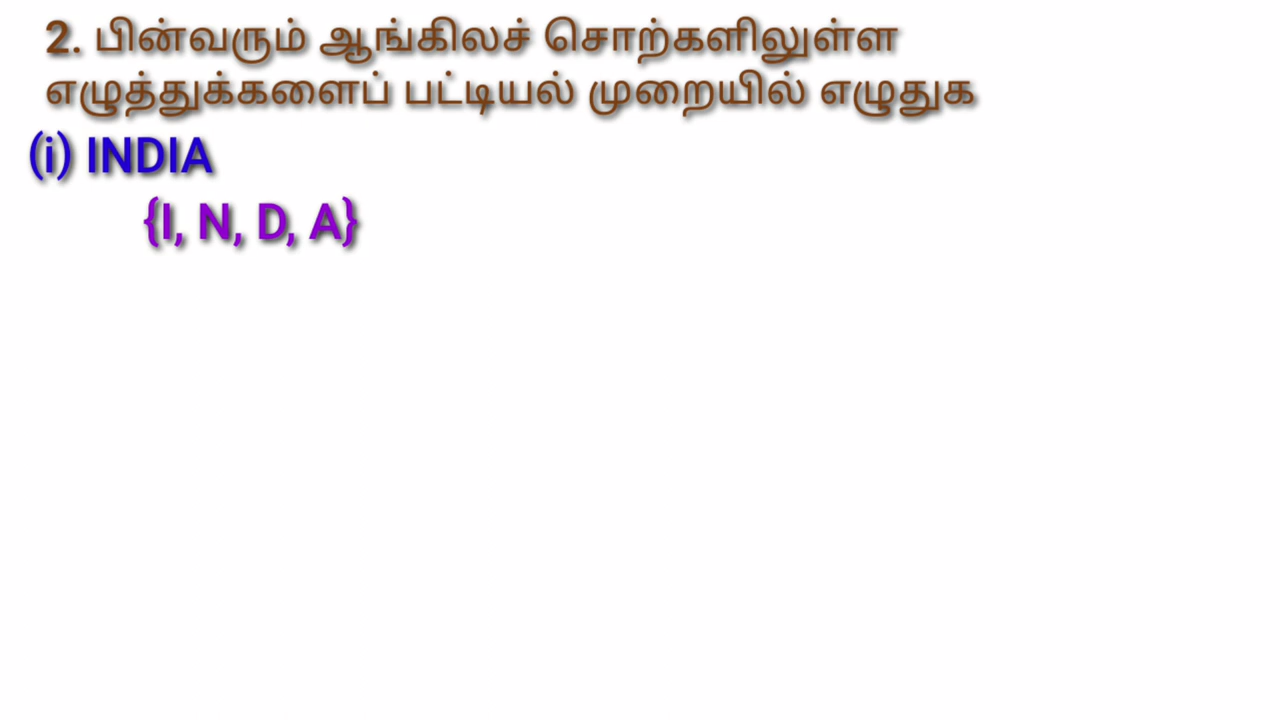 2. பின்வரும் ஆங்கிலச் சொற்களிலுள்ள
எழுத்துக்களைப் பட்டியல் முறையில் எழுதுக
(i) INDIA
{I, N, D, A}